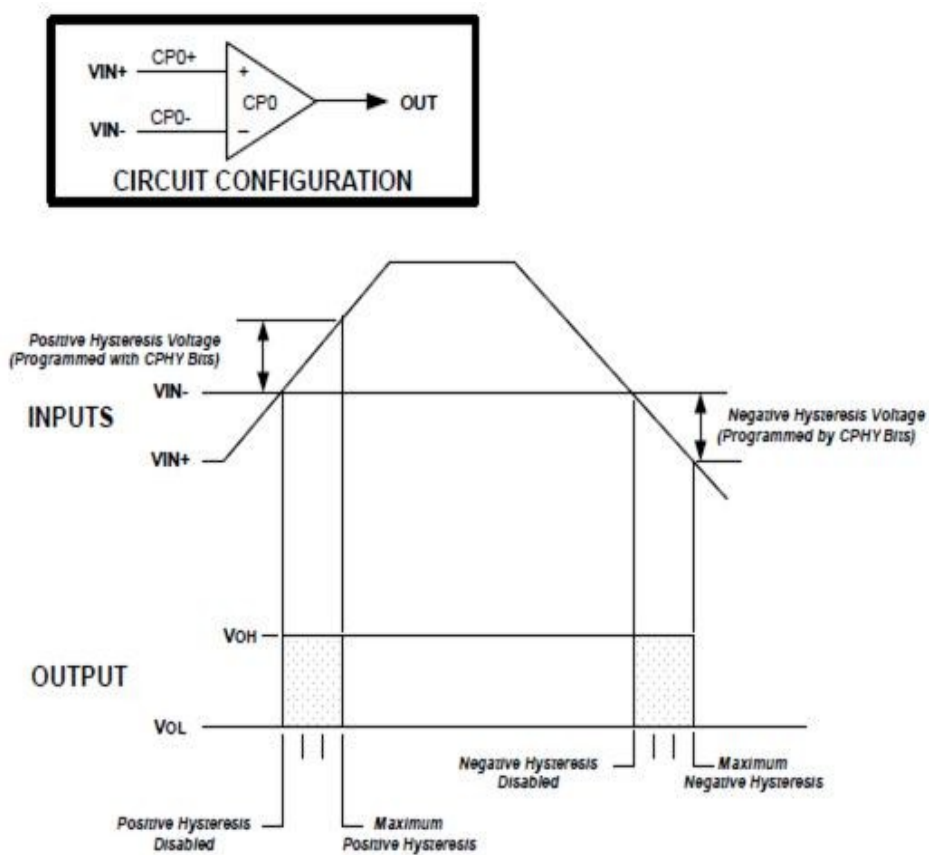 VIN+
CP0+
+
CP0
OUT
VIN-
CP0-
−
CIRCUIT CONFIGURATION
Positive Hysteresis Voltage
(Programmed with CPHY Bits)
VIN-
INPUTS
VIN+
Negative Hysteresis Voltage
(Programmed by CPHY Bits)
VOH
OUTPUT
VOL
Negative Hysteresis
Disabled
Maximum
Negative Hysteresis
Positive Hysteresis
Disabled
Maximum
Positive Hysteresis